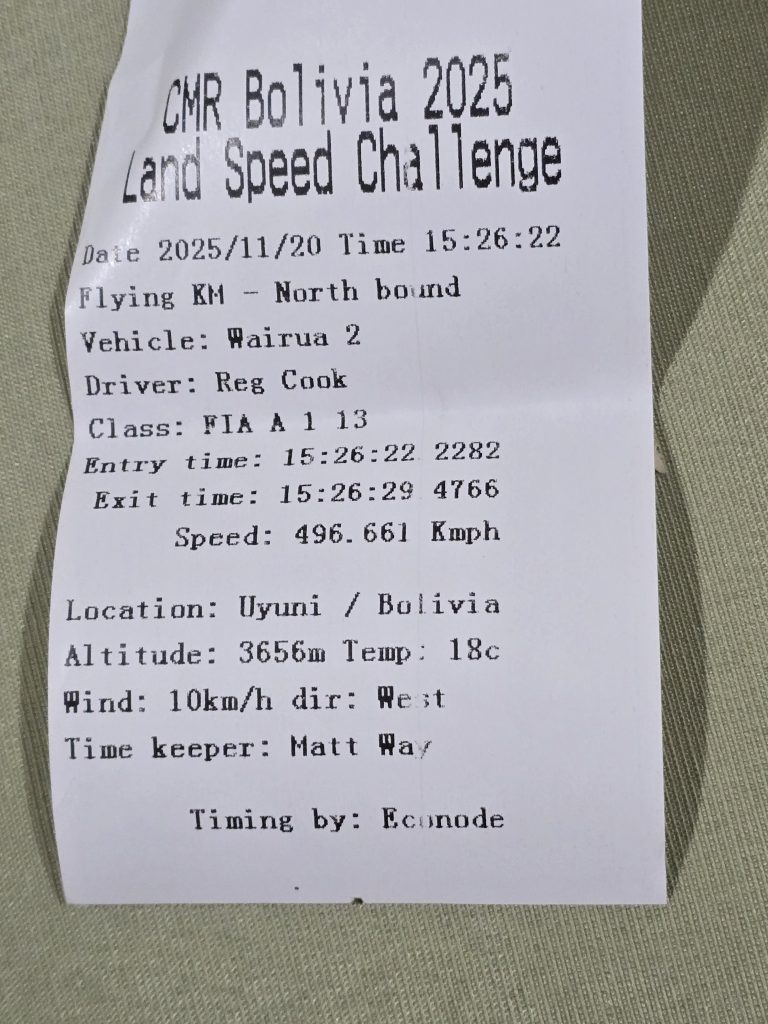 CMR Bolivia 2025
Land Speed Challenge
Date 2025/11/20 Time 15:26:22
Flying KM - North bound
Vehicle: Wairua 2
Driver: Reg Cook
Class: FIA A 1 13
Entry time: 15:26:22 2282
Exit time: 15:26:29 4766
Speed: 496.661 Kmph
Location: Uyuni / Bolivia
Altitude: 3656m Temp: 18c
Wind: 10km/h dir: West
Time keeper: Matt Way
Timing by: Econode